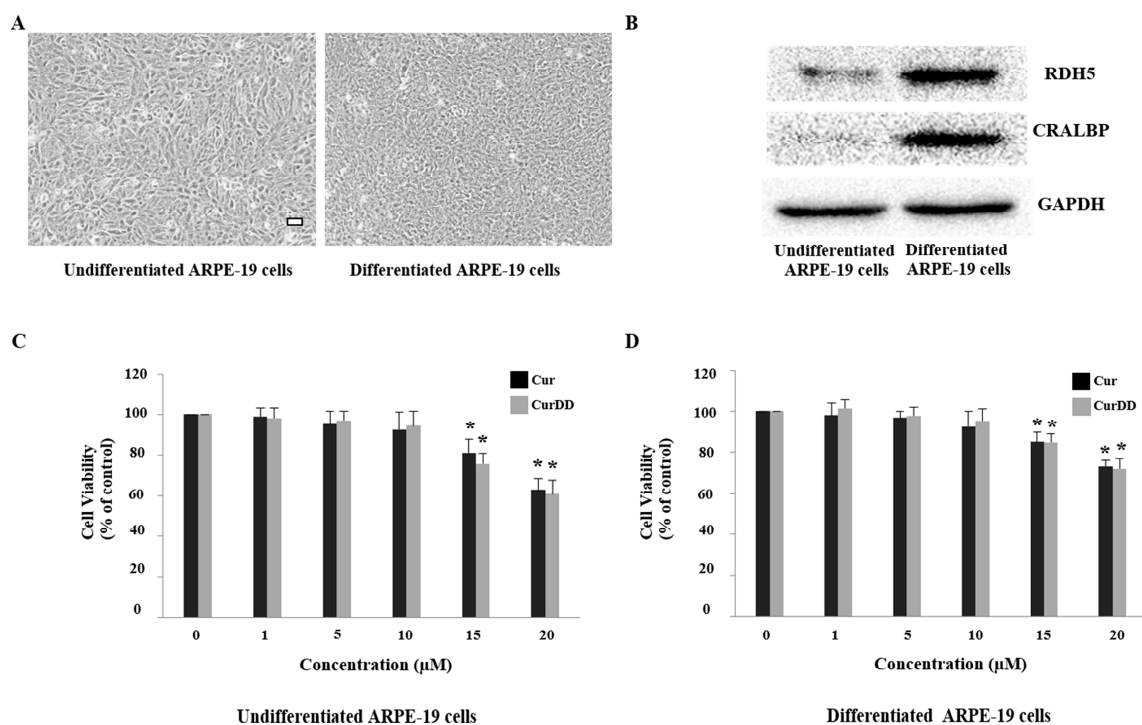 A
Undifferentiated ARPE-19 cells
Differentiated ARPE-19 cells
B
RDH5
CRALBP
GAPDH
Undifferentiated
ARPE-19 cells
Differentiated
ARPE-19 cells
C
Cell Viability
(% of control)
120
100
80
60
40
20
0
Cur
CurDD
* * * *
0 1 5 10 15 20
Concentration (µM)
Undifferentiated ARPE-19 cells
D
Cell Viability
(% of control)
120
100
80
60
40
20
0
Cur
CurDD
* * * *
0 1 5 10 15 20
Concentration (µM)
Differentiated ARPE-19 cells